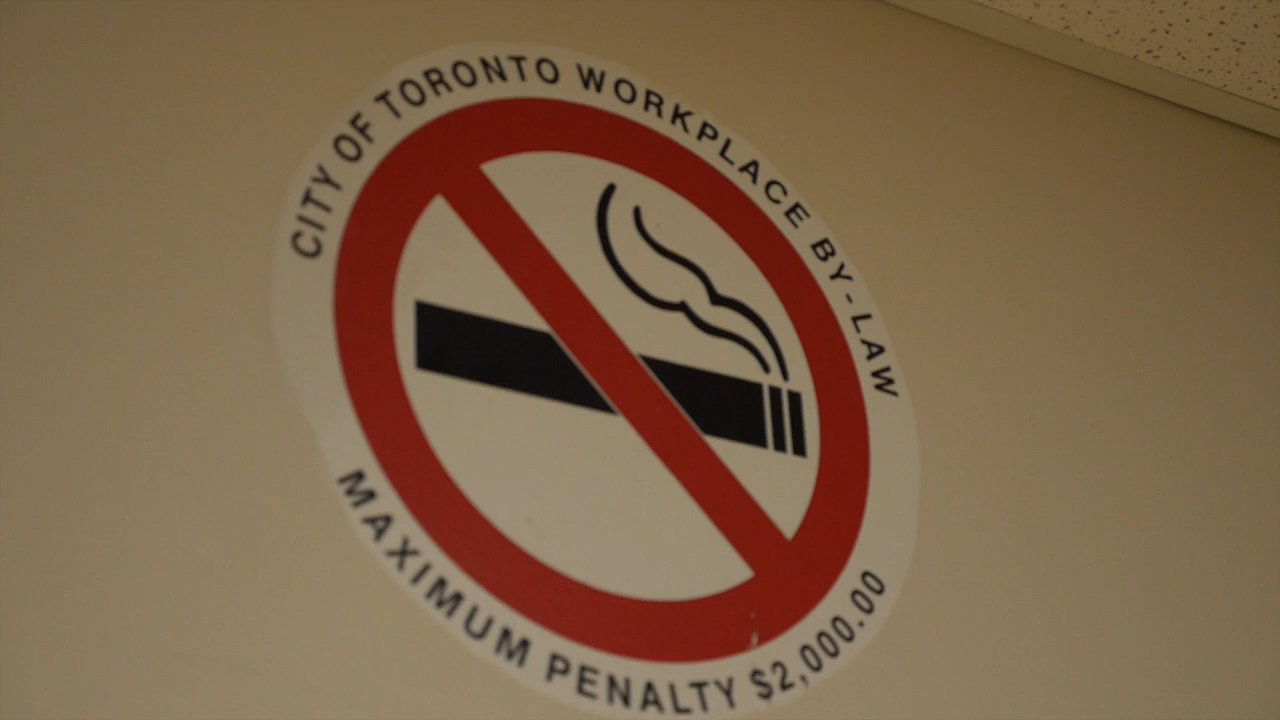 CITY OF TORONTO WORKPLACE BY-LAW
MAXIMUM PENALTY $2,000.00